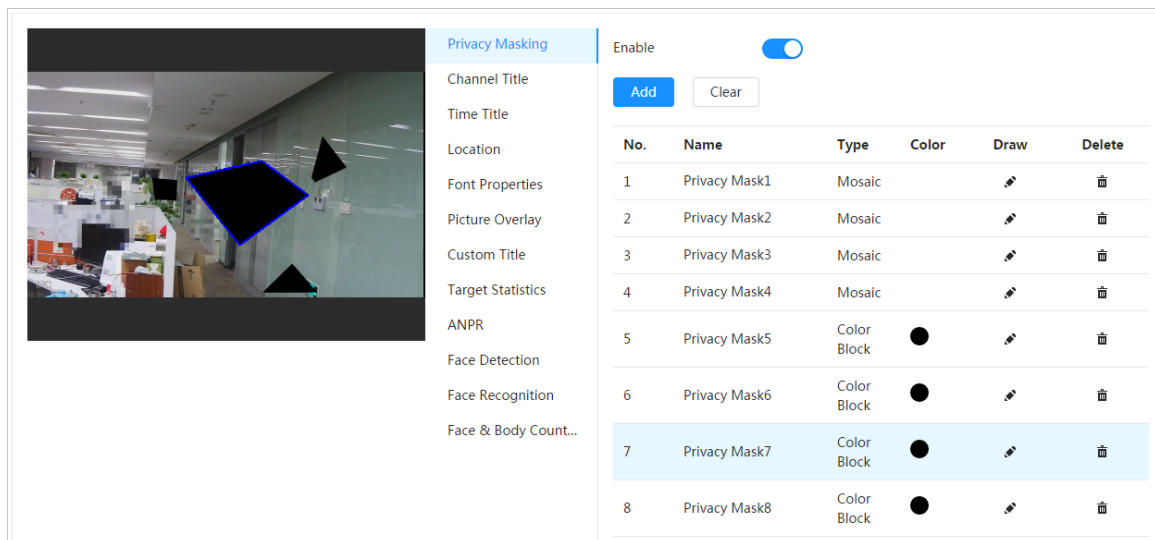 Privacy Masking
Channel Title
Time Title
Location
Font Properties
Picture Overlay
Custom Title
Target Statistics
ANPR
Face Detection
Face Recognition
Face & Body Count...
Enable
Add Clear
No. Name Type Color Draw Delete
1 Privacy Mask1 Mosaic
2 Privacy Mask2 Mosaic
3 Privacy Mask3 Mosaic
4 Privacy Mask4 Mosaic
5 Privacy Mask5 Color
Block
6 Privacy Mask6 Color
Block
7 Privacy Mask7 Color
Block
8 Privacy Mask8 Color
Block